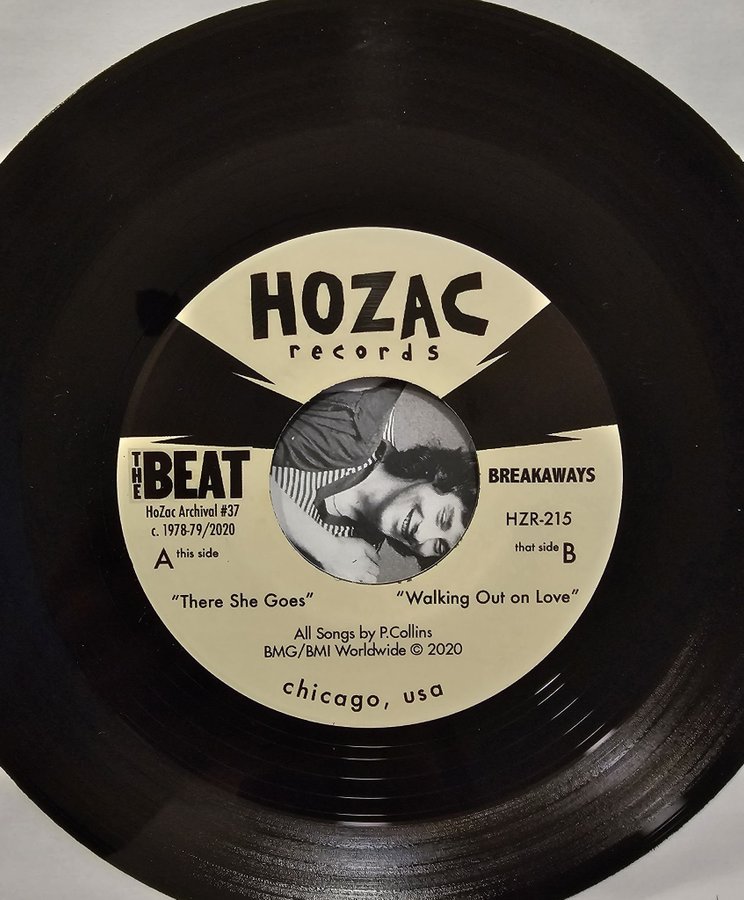 HOZAC
records
THE BEAT
HoZac Archival #37
c. 1978-79/2020
A this side
"There She Goes"
BREAKAWAYS
HZR-215
that side B
"Walking Out on Love"
All Songs by P.Collins
BMG/BMI Worldwide © 2020
chicago, usa